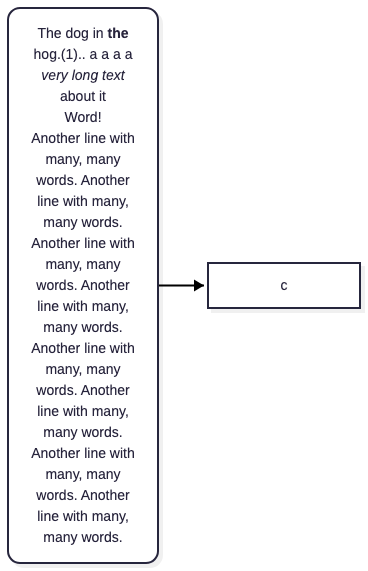 The dog in the
hog.(1).. a a a a
very long text
about it
Word!
Another line with
many, many
words. Another
line with many,
many words.
Another line with
many, many
words. Another
line with many,
many words.
Another line with
many, many
words. Another
line with many,
many words.
Another line with
many, many
words. Another
line with many,
many words.
c